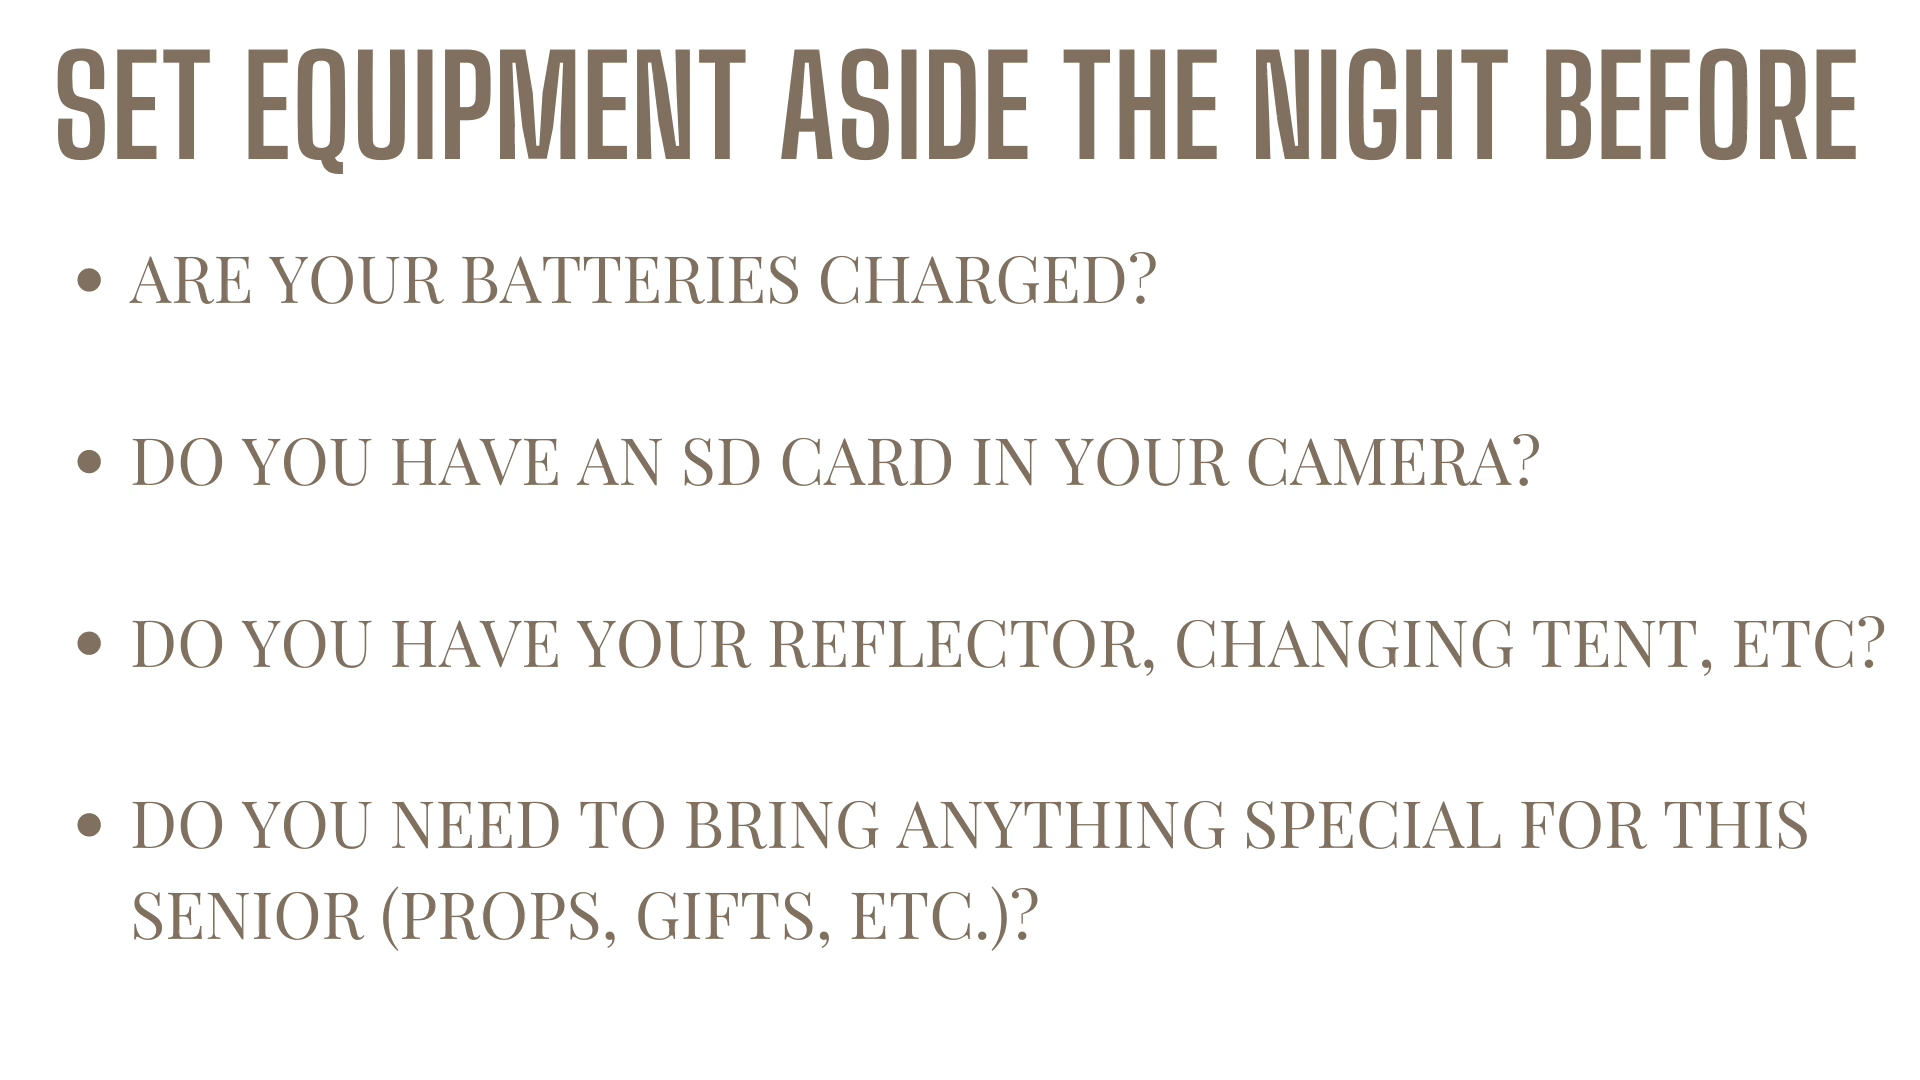 SET EQUIPMENT ASIDE THE NIGHT BEFORE
• ARE YOUR BATTERIES CHARGED?
• DO YOU HAVE AN SD CARD IN YOUR CAMERA?
• DO YOU HAVE YOUR REFLECTOR, CHANGING TENT, ETC?
• DO YOU NEED TO BRING ANYTHING SPECIAL FOR THIS
SENIOR (PROPS, GIFTS, ETC.)?